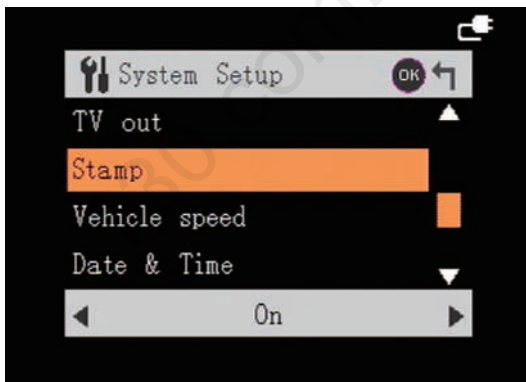 System Setup OK
TV out
Stamp
Vehicle speed
Date & Time
On